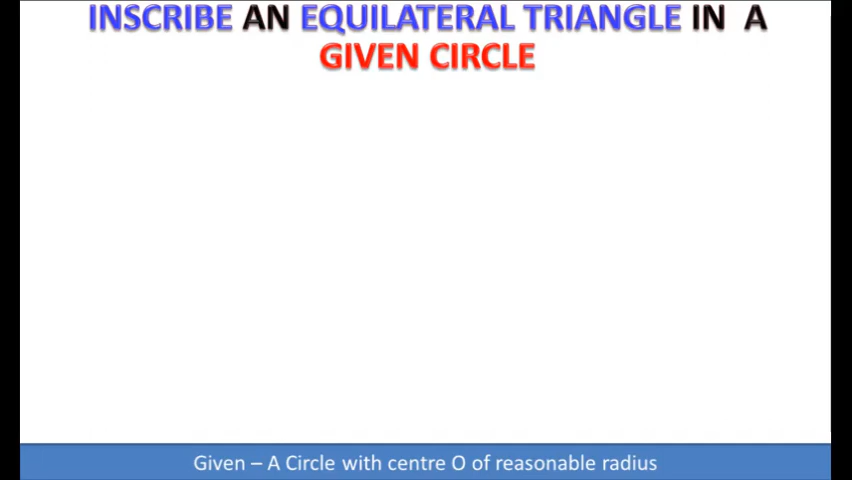 INSCRIBE AN EQUILATERAL TRIANGLE IN A
GIVEN CIRCLE
Given – A Circle with centre O of reasonable radius